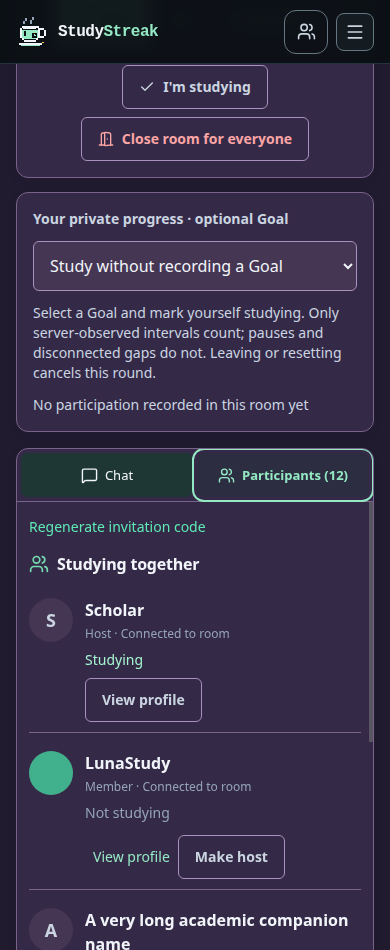 StudyStreak
I'm studying
Close room for everyone
Your private progress · optional Goal
Study without recording a Goal
Select a Goal and mark yourself studying. Only
server-observed intervals count; pauses and
disconnected gaps do not. Leaving or resetting
cancels this round.
No participation recorded in this room yet
Chat
Participants (12)
Regenerate invitation code
Studying together
S
Scholar
Host · Connected to room
Studying
View profile
LunaStudy
Member · Connected to room
Not studying
View profile
Make host
A
A very long academic companion
name